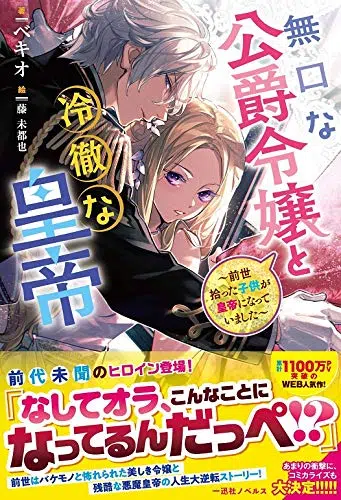 著 ベキオ
絵 藤 未都也
無口な
公爵令嬢と
冷徹な
皇帝
～前世
拾った子供が
皇帝になって
いました～
前代未聞のヒロイン登場!
『なしてオラ、こんなことに
なってるんだっぺ!?』
前世はバケモノと怖れられた美しき令嬢と
残酷な悪魔皇帝の人生大逆転ストーリー!
一迅社ノベルス
累計1100万PV
突破の
WEB人気作!
あまりの衝撃に、
コミカライズも
大決定!!!!!